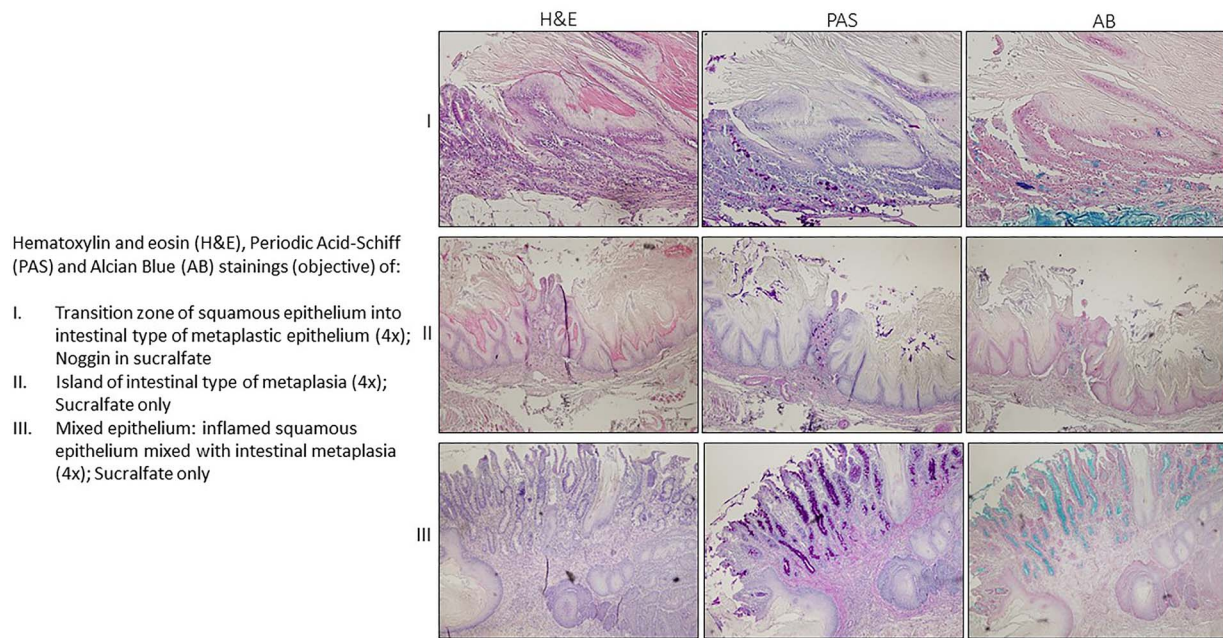 H&E PAS AB
I
II
III
Hematoxylin and eosin (H&E), Periodic Acid-Schiff
(PAS) and Alcian Blue (AB) stainings (objective) of:
I. Transition zone of squamous epithelium into
intestinal type of metaplastic epithelium (4x);
Noggin in sucralfate
II. Island of intestinal type of metaplasia (4x);
Sucralfate only
III. Mixed epithelium: inflamed squamous
epithelium mixed with intestinal metaplasia
(4x); Sucralfate only